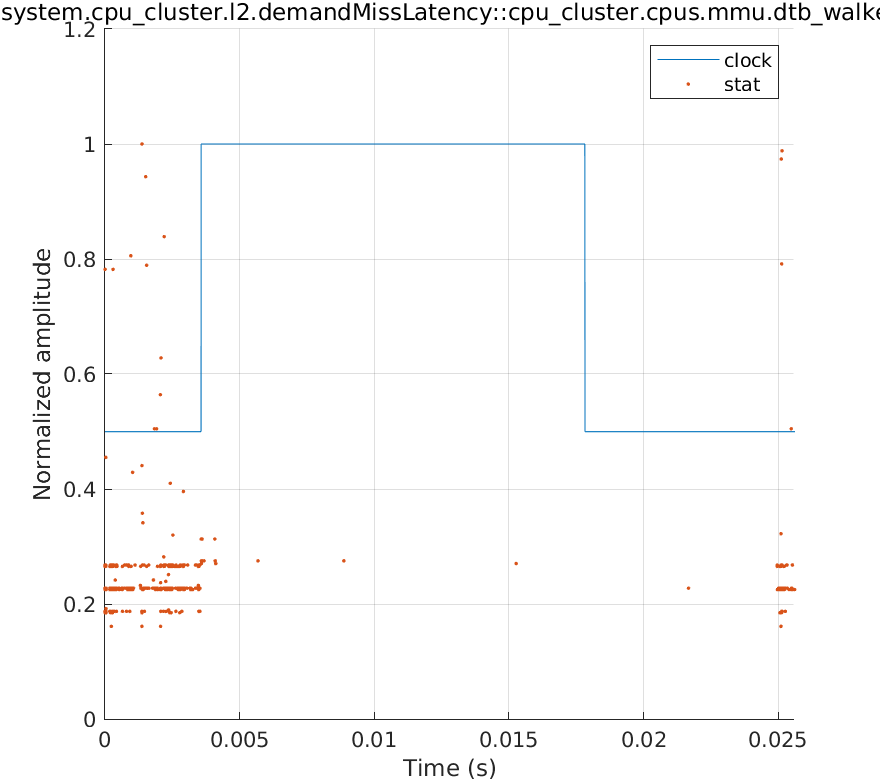 system.cpu_cluster.l2.demandMissLatency::cpu_cluster.cpus.mmu.dtb_walke
1.2
clock
stat
1
0.8
0.6
0.4
0.2
0
Normalized amplitude
0
0.005
0.01
0.015
0.02
0.025
Time (s)